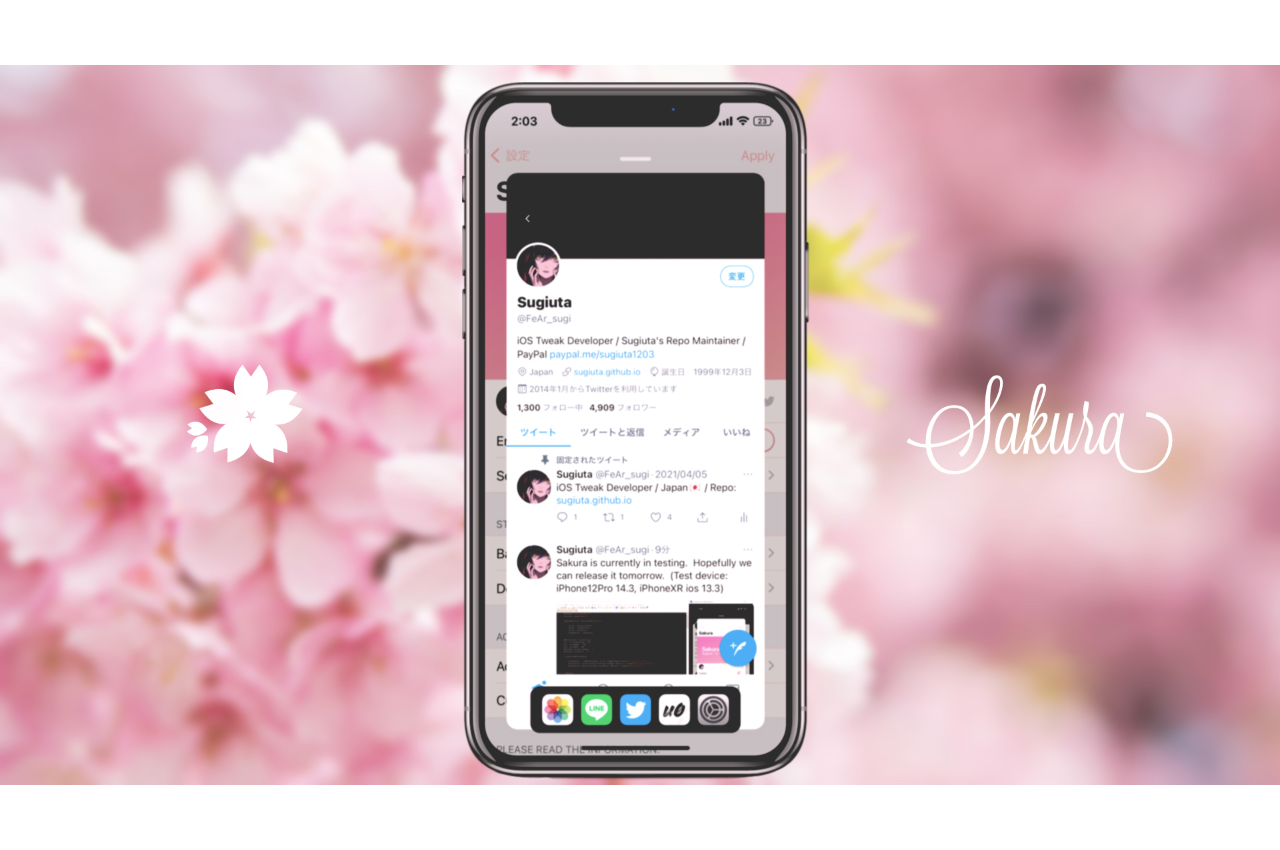 2:03
23
設定
Apply
S
変更
Sugiuta
@FeAr_sugi
iOS Tweak Developer / Sugiuta's Repo Maintainer /
PayPal paypal.me/sugiuta1203
Japan sugiuta.github.io 誕生日 1999年12月3日
2014年1月からTwitterを利用しています
1,300 フォロー中 4,909 フォロワー
ツイート ツイートと返信 メディア いいね
固定されたツイート
Sugiuta @FeAr_sugi · 2021/04/05
iOS Tweak Developer / Japan🇯🇵 / Repo:
sugiuta.github.io
1 1 4
Sugiuta @FeAr_sugi · 9分
Sakura is currently in testing. Hopefully we
can release it tomorrow. (Test device:
iPhone12Pro 14.3, iPhoneXR ios 13.3)
Sakura
LINE
PLEASE READ THE INFORMATION.
Sakura